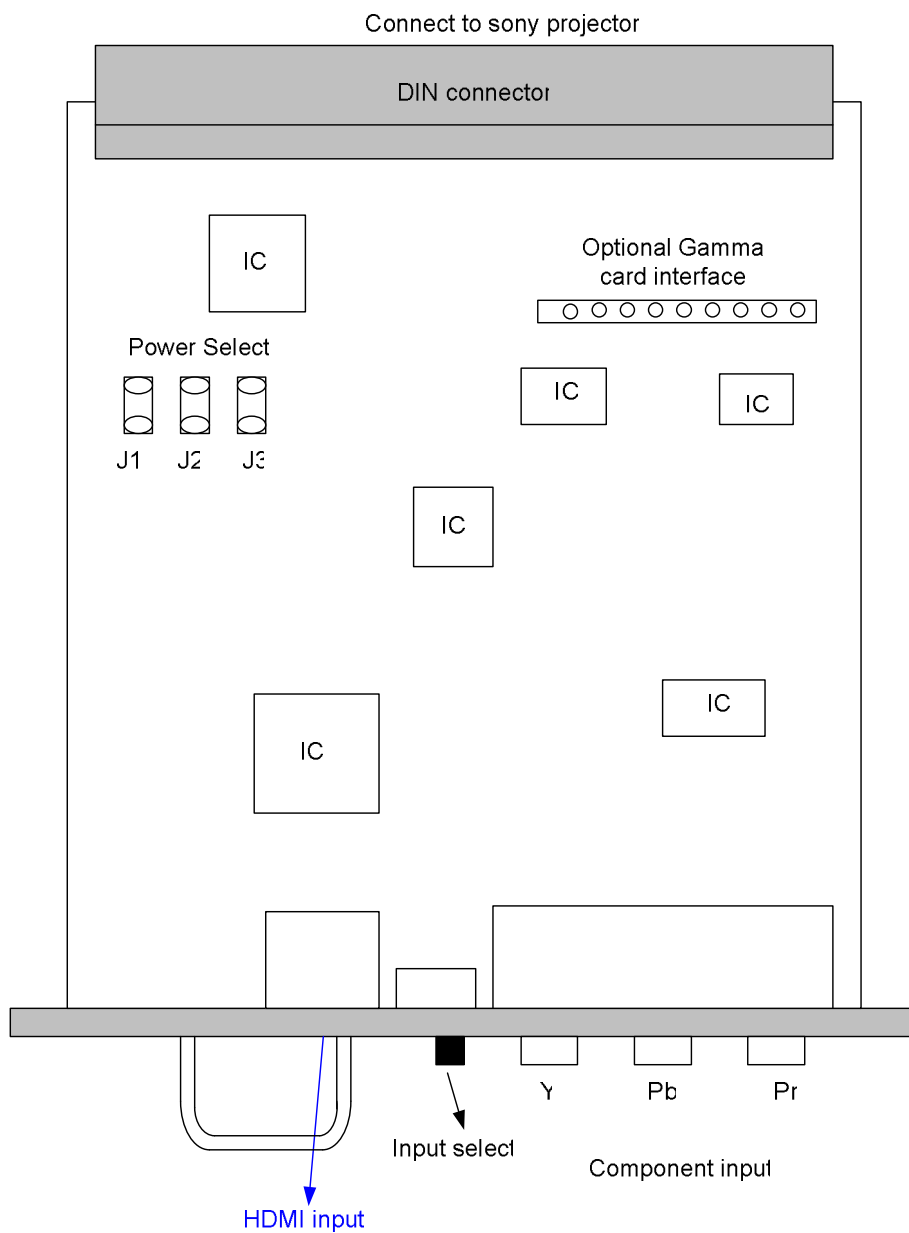 Connect to sony projector
DIN connector
IC
Optional Gamma
card interface
Power Select
IC
IC
J1
J2
J3
IC
IC
IC
Y
Pb
Pr
Input select
Component input
HDMI input